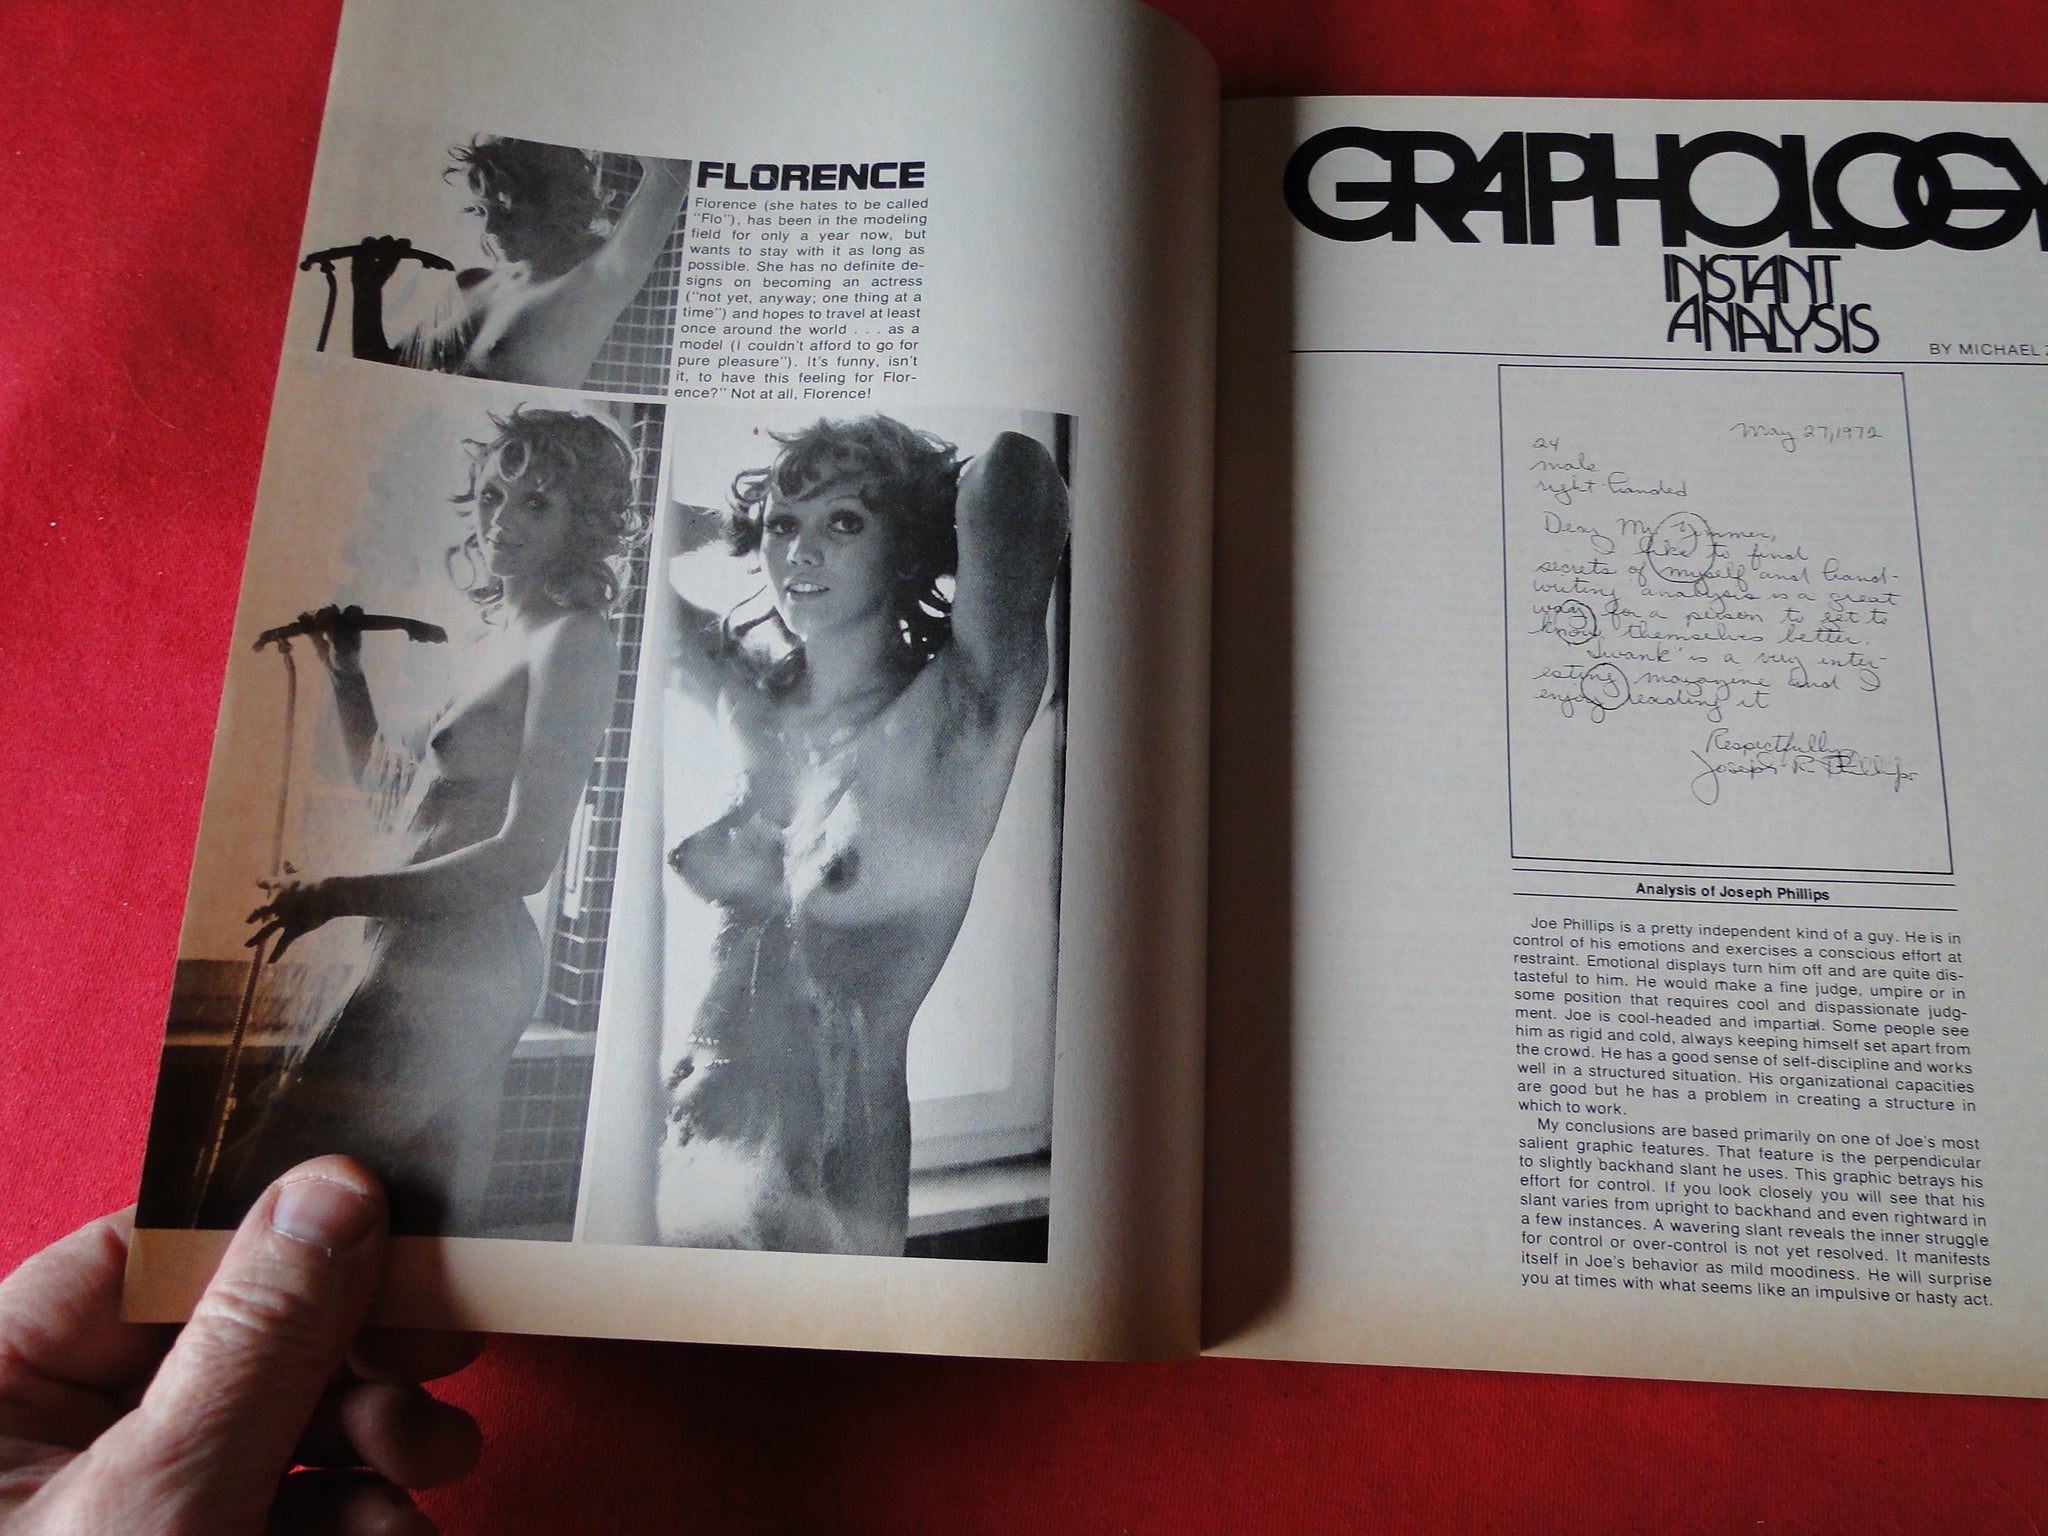 FLORENCE
Florence (she hates to be called
"Flo"), has been in the modeling
field for only a year now, but
wants to stay with it as long as
possible. She has no definite de-
signs on becoming an actress
("not yet, anyway; one thing at a
time") and hopes to travel at least
once around the world . . . as a
model (I couldn't afford to go for
pure pleasure"). It's funny, isn't
it, to have this feeling for Flor-
ence?" Not at all, Florence!
GRAPHOLOGY
INSTANT
ANALYSIS
BY MICHAEL
May 27, 1972
24
male
right-handed
Dear Mr. Zimmer,
I like to find
secrets of myself and hand-
writing analysis is a great
way for a person to get to
know themselves better.
"Swank" is a very inter-
esting magazine and I
enjoy reading it
Respectfully
Joseph R. Phillips
Analysis of Joseph Phillips
Joe Phillips is a pretty independent kind of a guy. He is in
control of his emotions and exercises a conscious effort at
restraint. Emotional displays turn him off and are quite dis-
tasteful to him. He would make a fine judge, umpire or in
some position that requires cool and dispassionate judg-
ment. Joe is cool-headed and impartial. Some people see
him as rigid and cold, always keeping himself set apart from
the crowd. He has a good sense of self-discipline and works
well in a structured situation. His organizational capacities
are good but he has a problem in creating a structure in
which to work.
My conclusions are based primarily on one of Joe's most
salient graphic features. That feature is the perpendicular
to slightly backhand slant he uses. This graphic betrays his
effort for control. If you look closely you will see that his
slant varies from upright to backhand and even rightward in
a few instances. A wavering slant reveals the inner struggle
for control or over-control is not yet resolved. It manifests
itself in Joe's behavior as mild moodiness. He will surprise
you at times with what seems like an impulsive or hasty act.